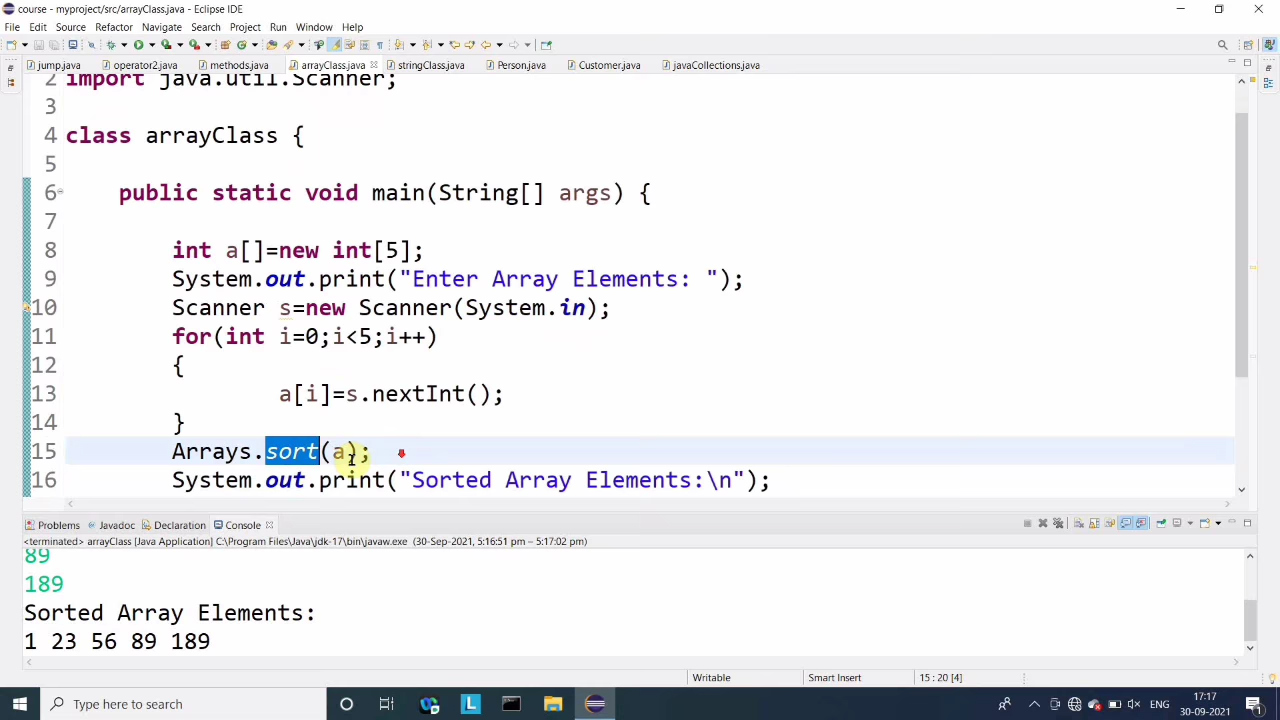 course - myproject/src/arrayClass.java - Eclipse IDE
File Edit Source Refactor Navigate Search Project Run Window Help
jump.java operator2.java methods.java arrayClass.java stringClass.java Person.java Customer.java javaCollections.java
2 import java.util.Scanner;
3
4 class arrayClass {
5
6 public static void main(String[] args) {
7
8 int a[]=new int[5];
9 System.out.print("Enter Array Elements: ");
10 Scanner s=new Scanner(System.in);
11 for(int i=0;i<5;i++)
12 {
13 a[i]=s.nextInt();
14 }
15 Arrays.sort(a);
16 System.out.print("Sorted Array Elements:\n");
Problems Javadoc Declaration Console
<terminated> arrayClass [Java Application] C:\Program Files\Java\jdk-17\bin\javaw.exe (30-Sep-2021, 5:16:51 pm – 5:17:02 pm)
89
189
Sorted Array Elements:
1 23 56 89 189
Writable Smart Insert 15 : 20 [4]
Type here to search
ENG
17:17
30-09-2021
1